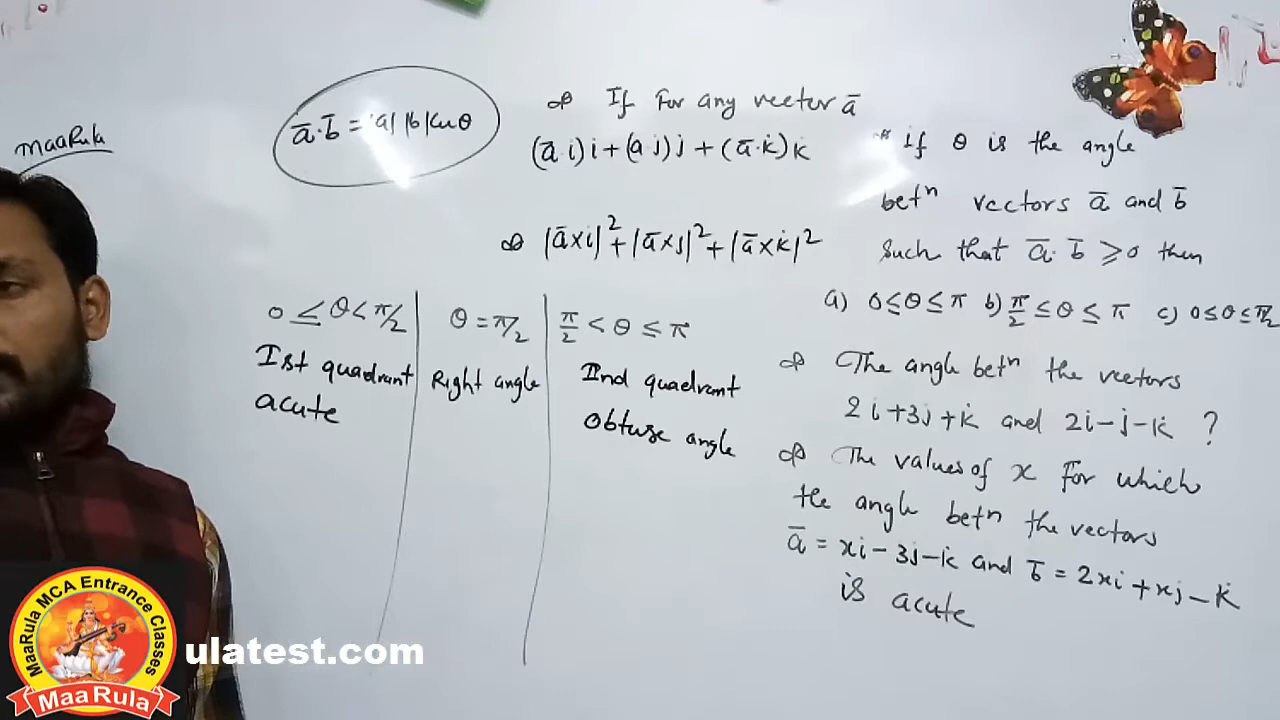 maaRula
ā·b̄ = |a||b|cosθ
If For any vector ā
(ā·i)i + (a·j)j + (ā·k)k
|ā×i|² + |ā×j|² + |ā×k|²
0 ≤ θ < π/2
Ist quadrant
acute
θ = π/2
Right angle
π/2 < θ ≤ π
IInd quadrant
obtuse angle
* If θ is the angle
betⁿ vectors ā and b̄
such that ā·b̄ ≥ 0 then
a) 0 ≤ θ ≤ π b) π/2 ≤ θ ≤ π c) 0 ≤ θ ≤ π/2
The angle betⁿ the vectors
2i + 3j + k and 2i - j - k ?
The values of x For which
the angle betⁿ the vectors
ā = xi - 3j - k and b̄ = 2xi + xj - k
is acute
MaaRula MCA Entrance Classes
MaaRula
ulatest.com